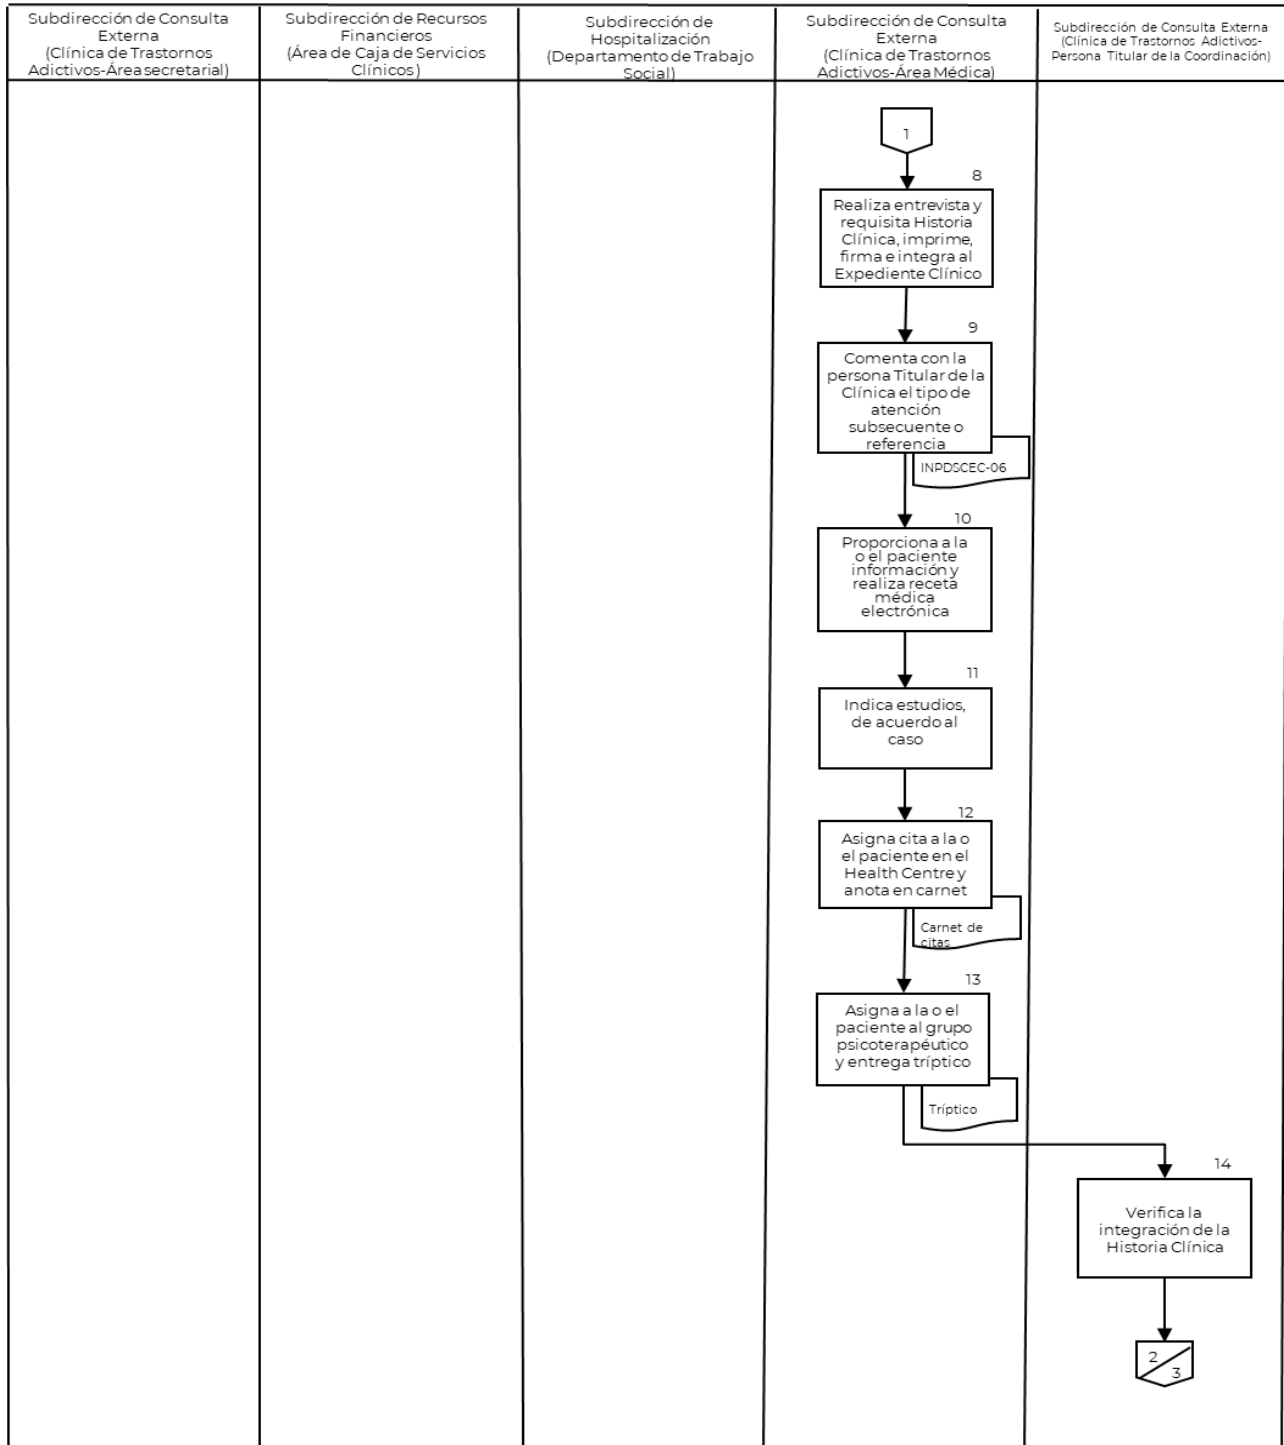 Subdirección de Consulta
Externa
(Clínica de Trastornos
Adictivos-Área secretarial)
Subdirección de Recursos
Financieros
(Área de Caja de Servicios
Clínicos)
Subdirección de
Hospitalización
(Departamento de Trabajo
Social)
Subdirección de Consulta
Externa
(Clínica de Trastornos
Adictivos-Área Médica)
Subdirección de Consulta Externa
(Clínica de Trastornos Adictivos-
Persona Titular de la Coordinación)
1
8
Realiza entrevista y
requisita Historia
Clínica, imprime,
firma e integra al
Expediente Clínico
9
Comenta con la
persona Titular de la
Clínica el tipo de
atención
subsecuente o
referencia
INPDSCEC-06
10
Proporciona a la
o el paciente
información y
realiza receta
médica
electrónica
11
Indica estudios,
de acuerdo al
caso
12
Asigna cita a la o
el paciente en el
Health Centre y
anota en carnet
Carnet de
citas
13
Asigna a la o el
paciente al grupo
psicoterapéutico
y entrega tríptico
Tríptico
14
Verifica la
integración de la
Historia Clínica
2
3